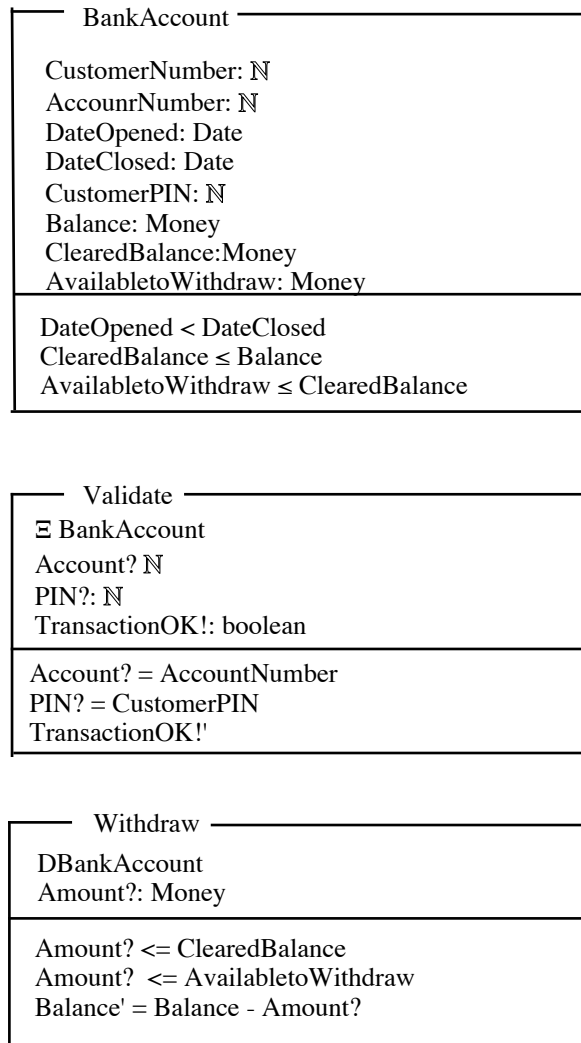 BankAccount
CustomerNumber: ℕ
AccounrNumber: ℕ
DateOpened: Date
DateClosed: Date
CustomerPIN: ℕ
Balance: Money
ClearedBalance:Money
AvailabletoWithdraw: Money
DateOpened < DateClosed
ClearedBalance ≤ Balance
AvailabletoWithdraw ≤ ClearedBalance
Validate
Ξ BankAccount
Account? ℕ
PIN?: ℕ
TransactionOK!: boolean
Account? = AccountNumber
PIN? = CustomerPIN
TransactionOK!'
Withdraw
DBankAccount
Amount?: Money
Amount? <= ClearedBalance
Amount?  <= AvailabletoWithdraw
Balance' = Balance - Amount?